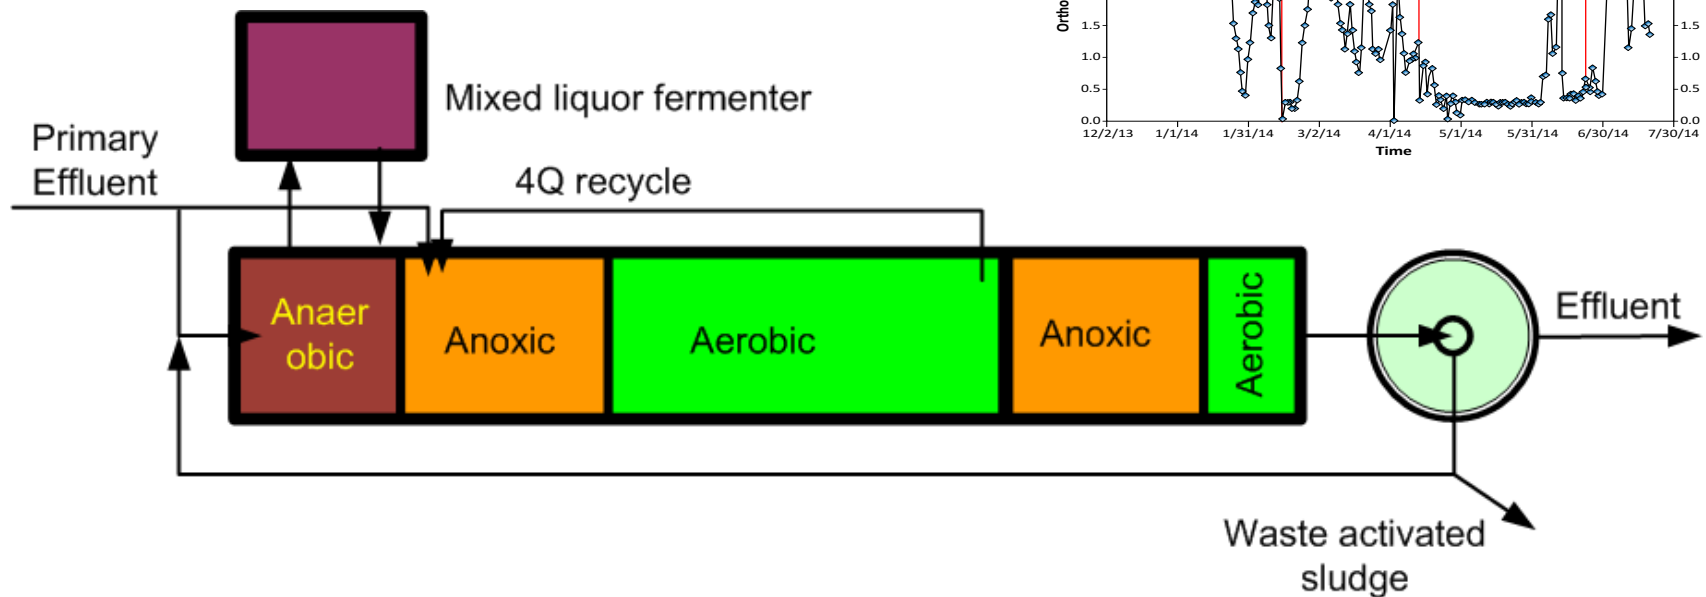 Ortho
1.5
1.0
0.5
0.0
1.5
1.0
0.5
0.0
12/2/13
1/1/14
1/31/14
3/2/14
4/1/14
5/1/14
5/31/14
6/30/14
7/30/14
Time
Mixed liquor fermenter
Primary
Effluent
4Q recycle
Anaer
obic
Anoxic
Aerobic
Anoxic
Aerobic
Effluent
Waste activated
sludge